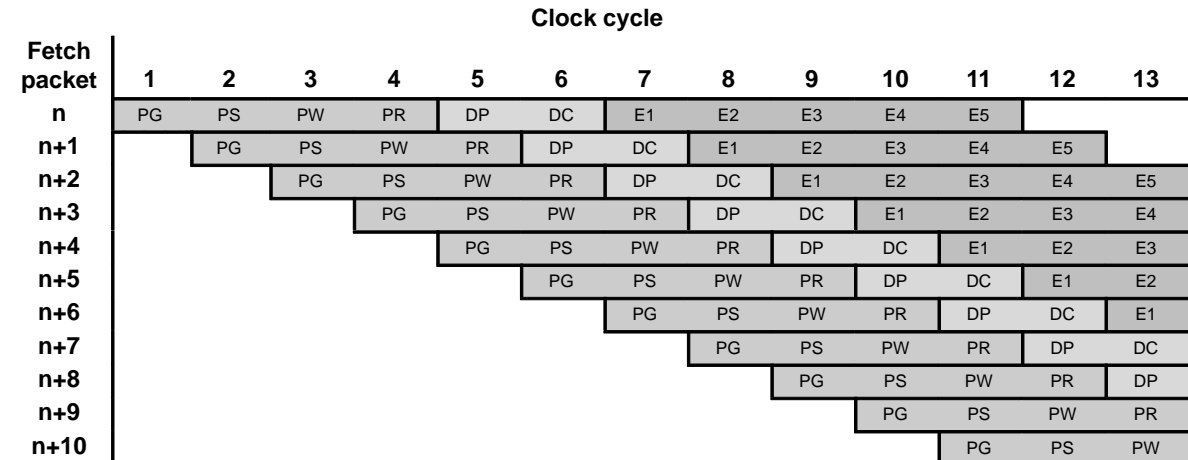 Clock cycle
Fetch
packet 1 2 3 4 5 6 7 8 9 10 11 12 13
n PG PS PW PR DP DC E1 E2 E3 E4 E5
n+1 PG PS PW PR DP DC E1 E2 E3 E4 E5
n+2 PG PS PW PR DP DC E1 E2 E3 E4 E5
n+3 PG PS PW PR DP DC E1 E2 E3 E4
n+4 PG PS PW PR DP DC E1 E2 E3
n+5 PG PS PW PR DP DC E1 E2
n+6 PG PS PW PR DP DC E1
n+7 PG PS PW PR DP DC
n+8 PG PS PW PR DP
n+9 PG PS PW PR
n+10 PG PS PW